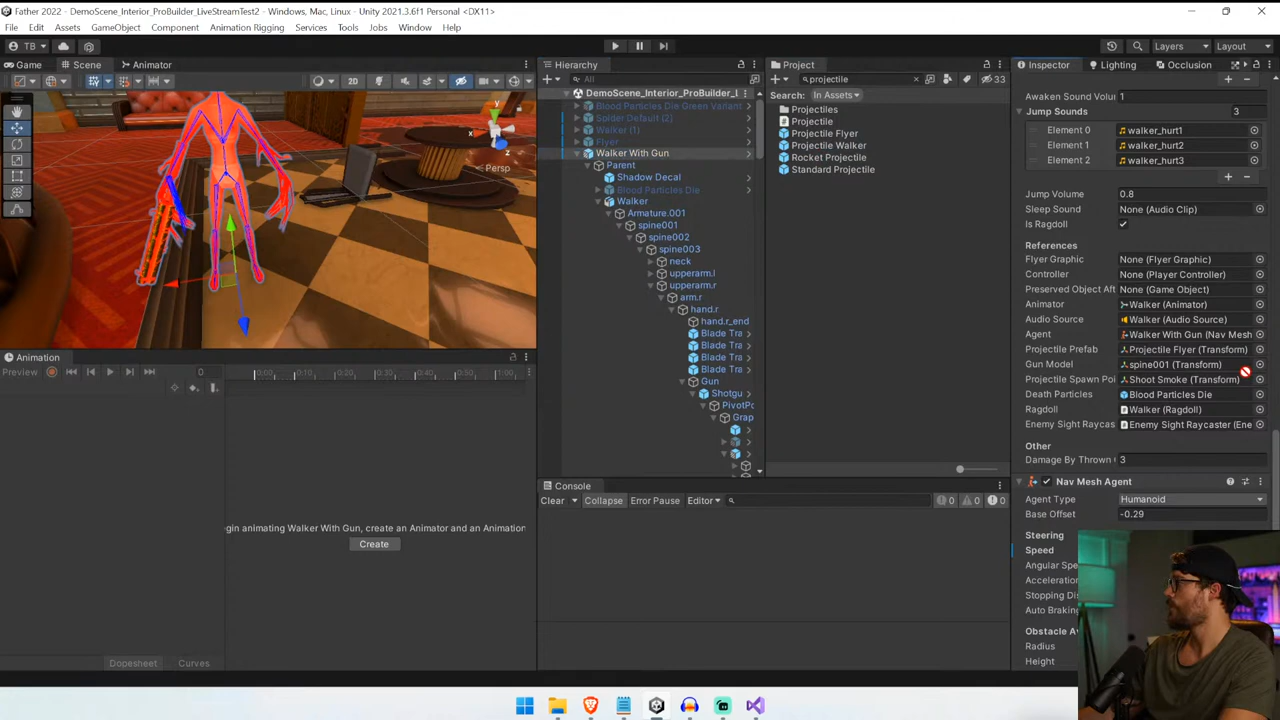 Father 2022 - DemoScene_Interior_ProBuilder_LiveStreamTest2 - Windows, Mac, Linux - Unity 2021.3.6f1 Personal <DX11>
File Edit Assets GameObject Component Animation Rigging Services Tools Jobs Window Help
TB Layers Layout
Game Scene Animator
2D
y
x
z
Persp
Hierarchy
All
DemoScene_Interior_ProBuilder_L
Blood Particles Die Green Variant
Solder Default (2)
Walker (1)
Flyer
Walker With Gun
Parent
Shadow Decal
Blood Particles Die
Walker
Armature.001
spine001
spine002
spine003
neck
upperarm.l
upperarm.r
arm.r
hand.r
hand.r_end
Blade Tra
Blade Tra
Blade Tra
Blade Tra
Gun
Shotgu
PivotPo
Grap
Project
projectile 33
Search: In Assets
Projectiles
Projectile
Projectile Flyer
Projectile Walker
Rocket Projectile
Standard Projectile
Inspector Lighting Occlusion
Awaken Sound Volur 1
Jump Sounds 3
Element 0 walker_hurt1
Element 1 walker_hurt2
Element 2 walker_hurt3
Jump Volume 0.8
Sleep Sound None (Audio Clip)
Is Ragdoll
References
Flyer Graphic None (Flyer Graphic)
Controller None (Player Controller)
Preserved Object Aft None (Game Object)
Animator Walker (Animator)
Audio Source Walker (Audio Source)
Agent Walker With Gun (Nav Mesh
Projectile Prefab Projectile Flyer (Transform)
Gun Model spine001 (Transform)
Projectile Spawn Poi Shoot Smoke (Transform)
Death Particles Blood Particles Die
Ragdoll Walker (Ragdoll)
Enemy Sight Raycas Enemy Sight Raycaster (Ene
Other
Damage By Thrown 3
Nav Mesh Agent
Agent Type Humanoid
Base Offset -0.29
Steering
Speed
Angular Spe
Acceleration
Stopping Dis
Auto Braking
Obstacle Av
Radius
Height
Animation
Preview 0
0:00 0:30 1:00
gin animating Walker With Gun, create an Animator and an Animation
Create
Dopesheet Curves
Console
Clear Collapse Error Pause Editor 0 0 0